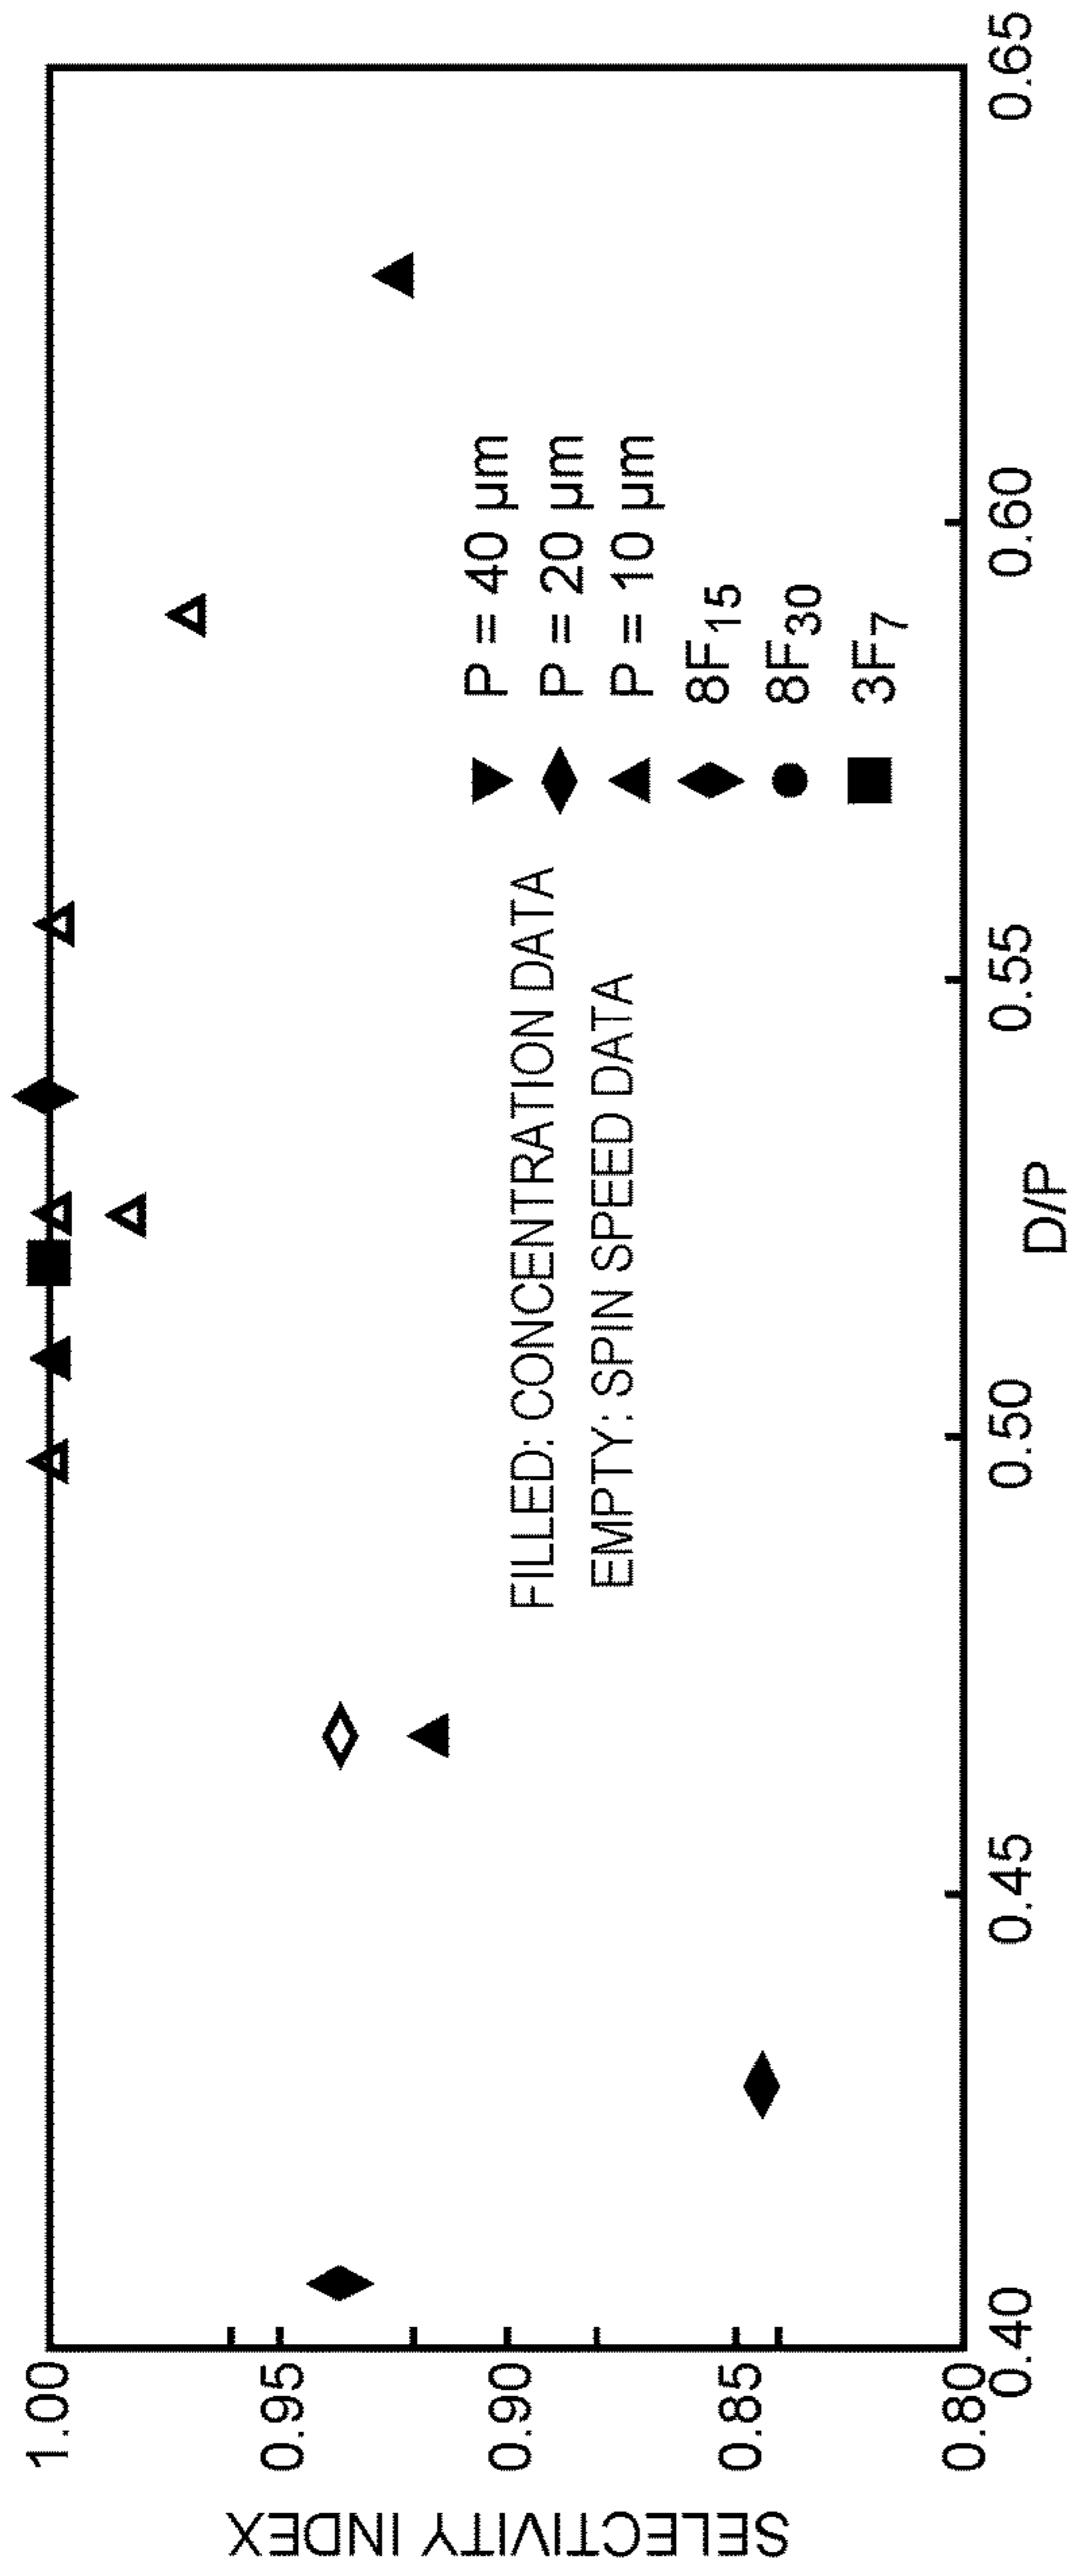 SELECTIVITY INDEX
1.00
0.95
0.90
0.85
0.80
P = 40 µm
P = 20 µm
P = 10 µm
8F15
8F30
3F7
FILLED: CONCENTRATION DATA
EMPTY: SPIN SPEED DATA
0.40
0.45
0.50
0.55
0.60
0.65
D/P